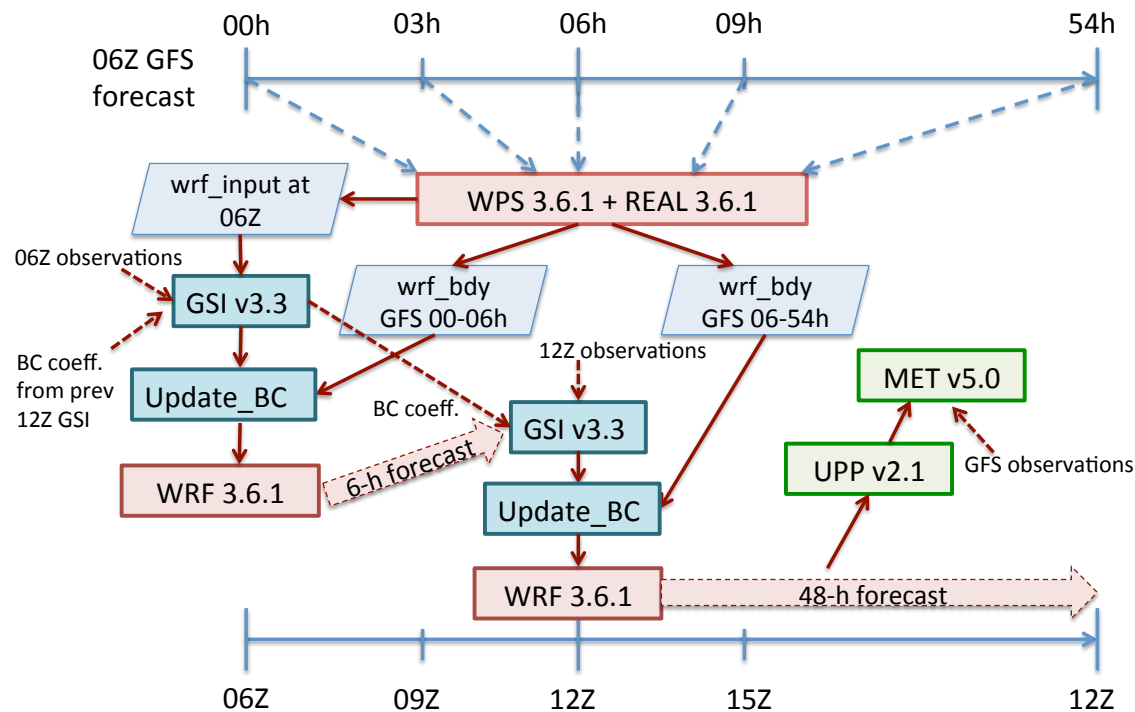 00h
03h
06h
09h
54h
06Z GFS
forecast
wrf_input at
06Z
WPS 3.6.1 + REAL 3.6.1
06Z observations
GSI v3.3
wrf_bdy
GFS 00-06h
wrf_bdy
GFS 06-54h
BC coeff.
from prev
12Z GSI
Update_BC
12Z observations
MET v5.0
BC coeff.
GSI v3.3
GFS observations
UPP v2.1
WRF 3.6.1
6-h forecast
Update_BC
WRF 3.6.1
48-h forecast
06Z
09Z
12Z
15Z
12Z